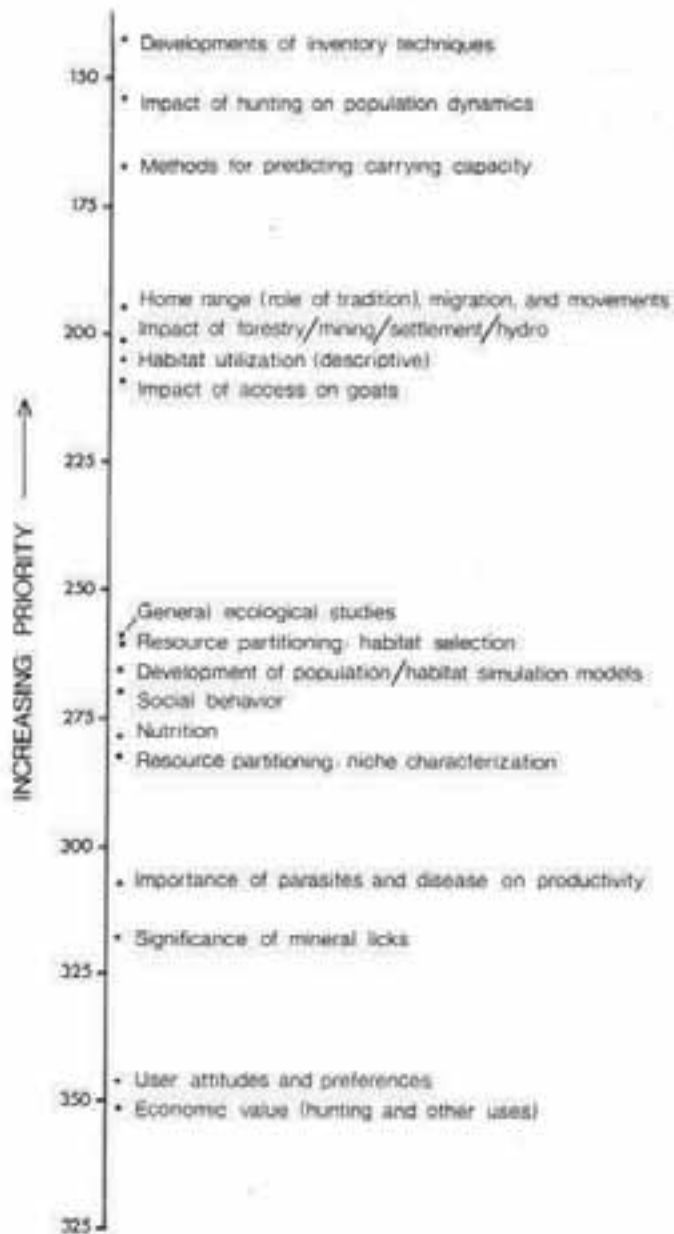 Developments of inventory techniques
150
Impact of hunting on population dynamics
Methods for predicting carrying capacity
175
Home range (role of tradition), migration, and movements
200
Impact of forestry/mining/settlement/hydro
Habitat utilization (descriptive)
Impact of access on goats
225
INCREASING PRIORITY
250
General ecological studies
Resource partitioning: habitat selection
Development of population/habitat simulation models
Social behavior
275
Nutrition
Resource partitioning: niche characterization
300
Importance of parasites and disease on productivity
Significance of mineral licks
325
User attitudes and preferences
350
Economic value (hunting and other uses)
325